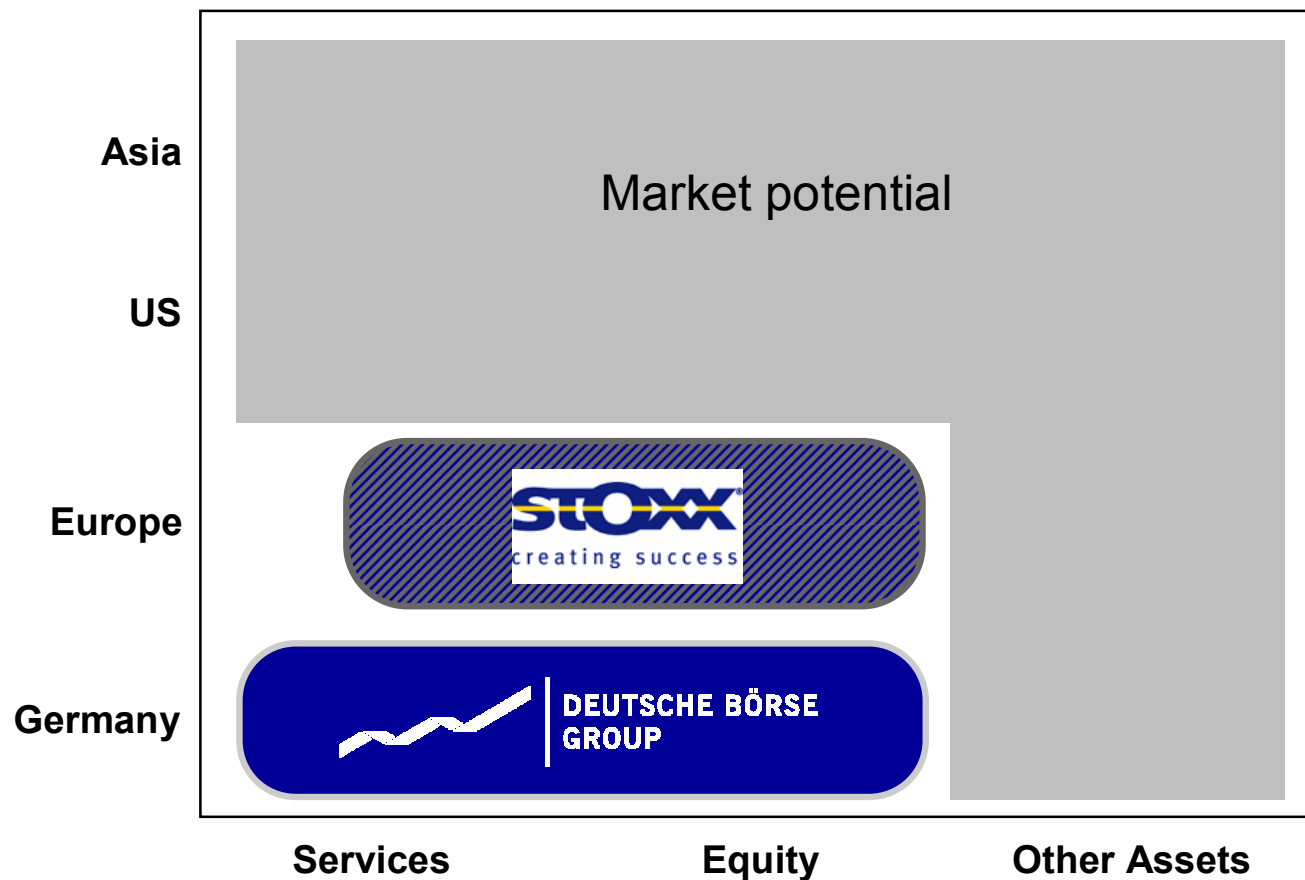 Asia
Market potential
US
Europe
STOXX®
creating success
Germany
DEUTSCHE BÖRSE
GROUP
Services Equity Other Assets